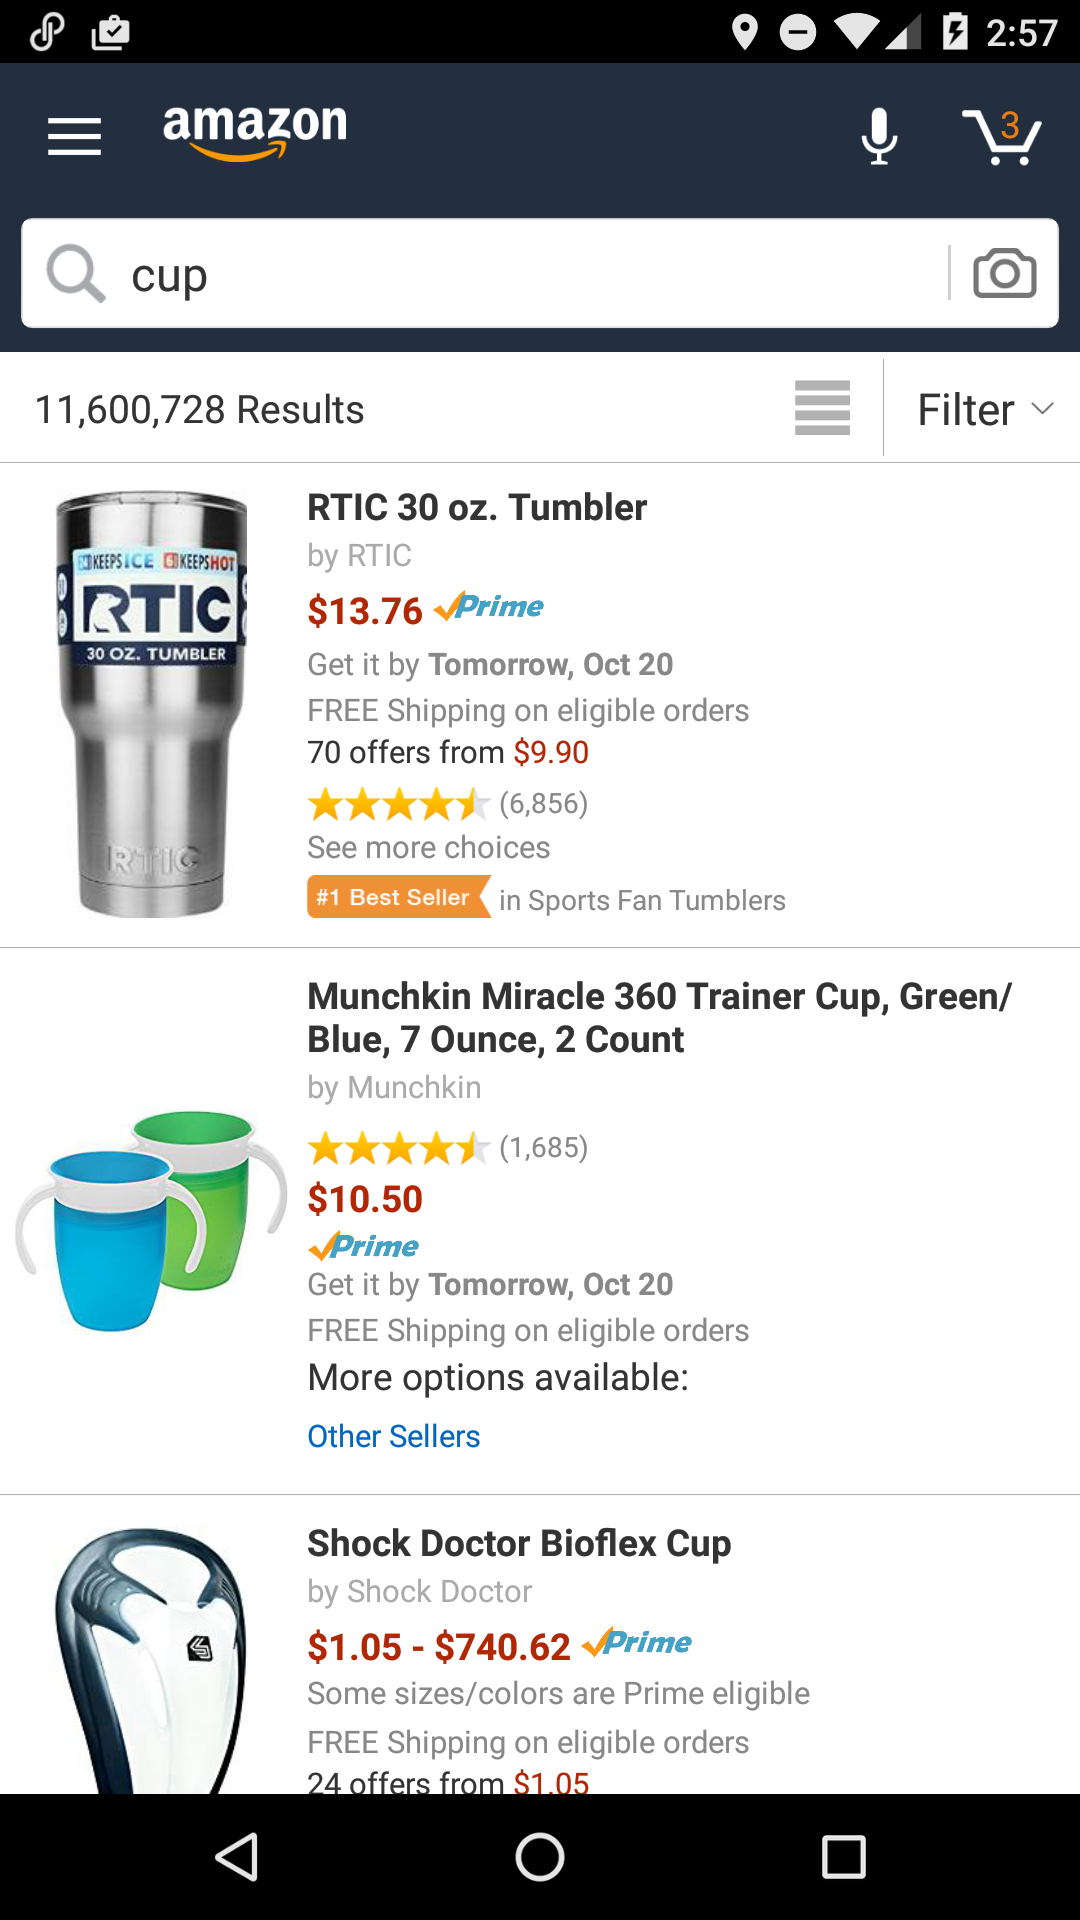 2:57
amazon
3
cup
11,600,728 Results
Filter
KEEPS ICE KEEPS HOT
RTIC
30 OZ. TUMBLER
RTIC
RTIC 30 oz. Tumbler
by RTIC
$13.76 Prime
Get it by Tomorrow, Oct 20
FREE Shipping on eligible orders
70 offers from $9.90
(6,856)
See more choices
#1 Best Seller in Sports Fan Tumblers
Munchkin Miracle 360 Trainer Cup, Green/
Blue, 7 Ounce, 2 Count
by Munchkin
(1,685)
$10.50
Prime
Get it by Tomorrow, Oct 20
FREE Shipping on eligible orders
More options available:
Other Sellers
Shock Doctor Bioflex Cup
by Shock Doctor
$1.05 - $740.62 Prime
Some sizes/colors are Prime eligible
FREE Shipping on eligible orders
24 offers from $1.05